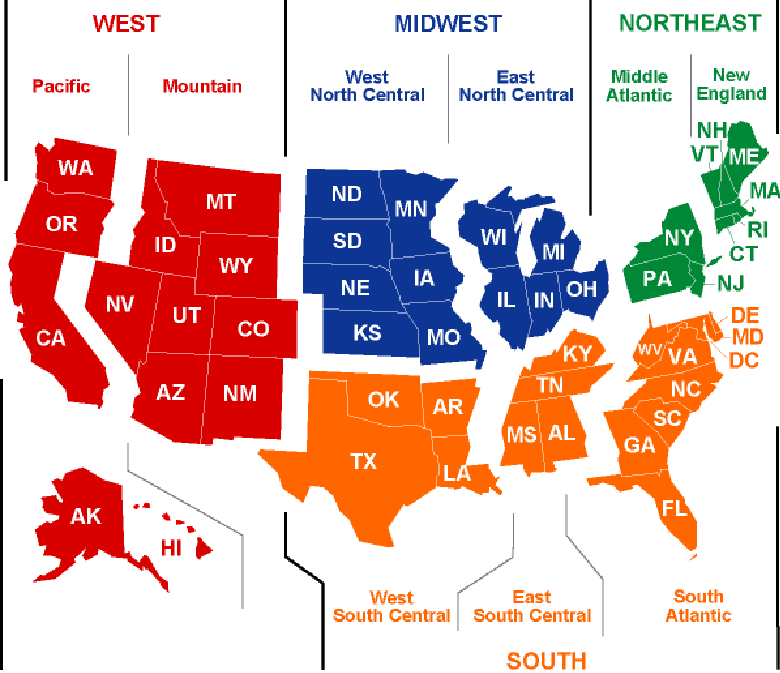 WEST
MIDWEST
NORTHEAST
Pacific
Mountain
West
North Central
East
North Central
Middle
Atlantic
New
England
WA
OR
CA
MT
ID
WY
NV
UT
CO
AZ
NM
AK
HI
ND
SD
NE
KS
MN
IA
MO
WI
MI
IL
IN
OH
NH
VT
ME
MA
RI
CT
NY
PA
NJ
OK
TX
AR
LA
KY
TN
MS
AL
DE
MD
DC
WV
VA
NC
SC
GA
FL
West
South Central
East
South Central
South
Atlantic
SOUTH